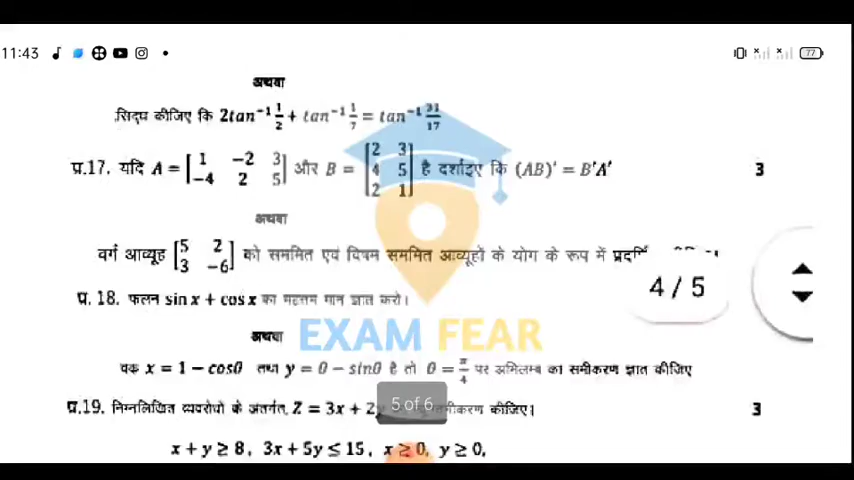 11:43
77
अथवा
सिद्ध कीजिए कि 2tan⁻¹ 1/2 + tan⁻¹ 1/7 = tan⁻¹ 31/17
प्र.17. यदि A = [1 -2 3; -4 2 5] और B = [2 3; 4 5; 2 1] है दर्शाइए कि (AB)′ = B′A′ 3
अथवा
वर्ग आव्यूह [5 2; 3 -6] को सममित एवं विषम सममित आव्यूहों के योग के रूप में
4 / 5
प्र. 18. फलन sin x + cos x का महत्तम मान ज्ञात करो।
अथवा
EXAM FEAR
वक्र x = 1 − cosθ तथा y = θ − sinθ है तो θ = π/4 पर अभिलम्ब का समीकरण ज्ञात कीजिए
5 of 6
प्र.19. निम्नलिखित व्यवरोधों के अंतर्गत, Z = 3x + 2y कीजिए। 3
x + y ≥ 8, 3x + 5y ≤ 15, x ≥ 0, y ≥ 0,